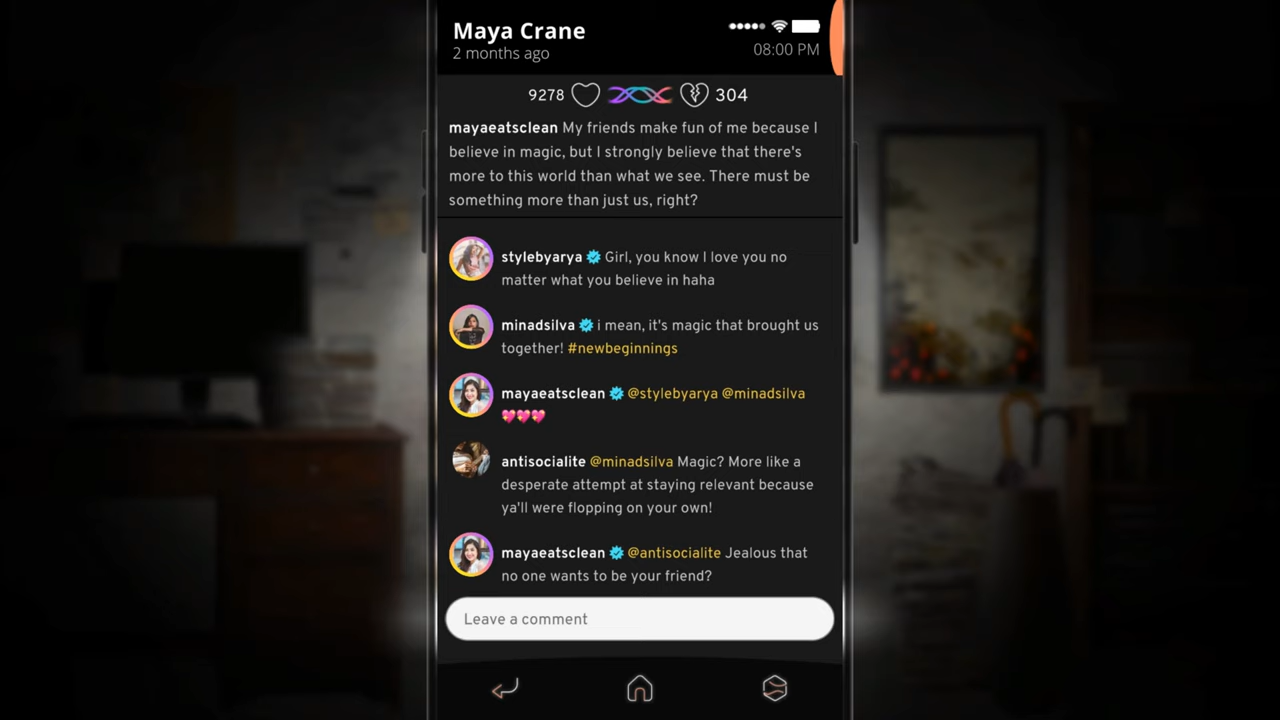 Maya Crane
2 months ago
08:00 PM
9278
304
mayaeatsclean My friends make fun of me because I
believe in magic, but I strongly believe that there's
more to this world than what we see. There must be
something more than just us, right?
stylebyarya Girl, you know I love you no
matter what you believe in haha
minadsilva i mean, it's magic that brought us
together! #newbeginnings
mayaeatsclean @stylebyarya @minadsilva
💖💖💖
antisocialite @minadsilva Magic? More like a
desperate attempt at staying relevant because
ya'll were flopping on your own!
mayaeatsclean @antisocialite Jealous that
no one wants to be your friend?
Leave a comment